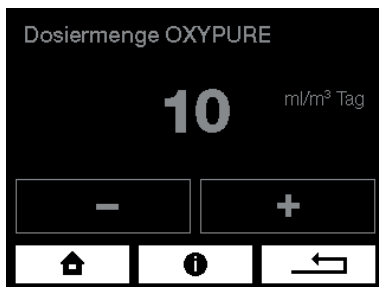 Dosiermenge OXYPURE
10 ml/m³ Tag
− +